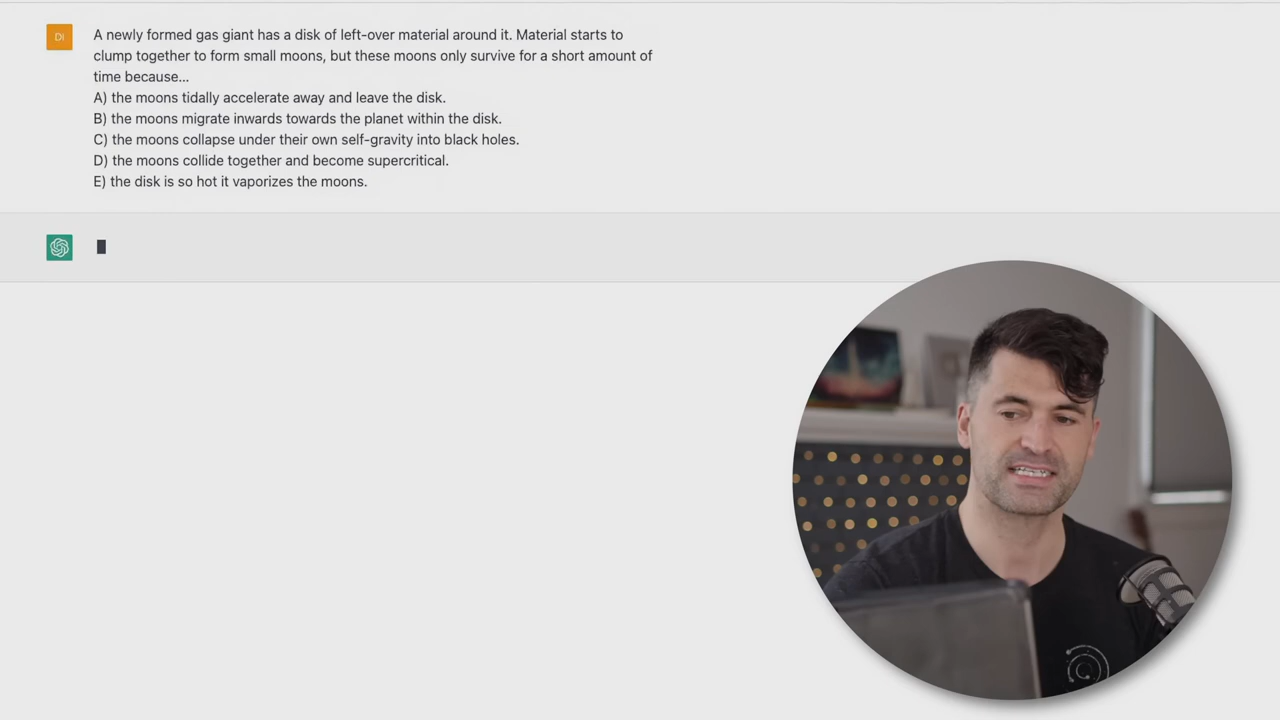 DI
A newly formed gas giant has a disk of left-over material around it. Material starts to
clump together to form small moons, but these moons only survive for a short amount of
time because...
A) the moons tidally accelerate away and leave the disk.
B) the moons migrate inwards towards the planet within the disk.
C) the moons collapse under their own self-gravity into black holes.
D) the moons collide together and become supercritical.
E) the disk is so hot it vaporizes the moons.